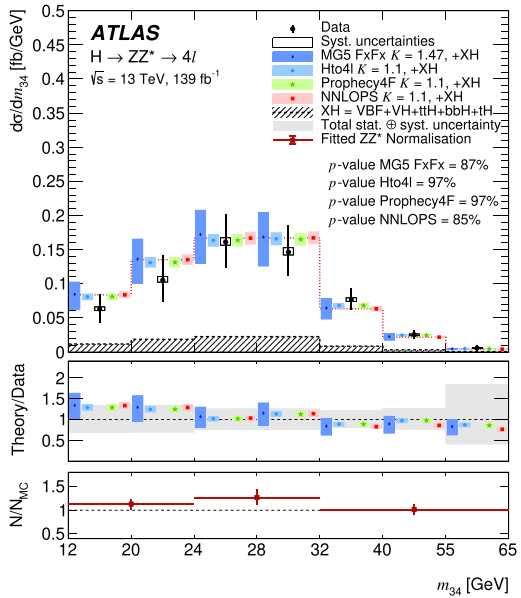 ATLAS
H → ZZ* → 4l
√s = 13 TeV, 139 fb⁻¹
Data
Syst. uncertainties
MG5 FxFx K = 1.47, +XH
Hto4l K = 1.1, +XH
Prophecy4F K = 1.1, +XH
NNLOPS K = 1.1, +XH
XH = VBF+VH+ttH+bbH+tH
Total stat. ⊕ syst. uncertainty
Fitted ZZ* Normalisation
p-value MG5 FxFx = 87%
p-value Hto4l = 97%
p-value Prophecy4F = 97%
p-value NNLOPS = 85%
dσ/dm₃₄ [fb/GeV]
0.5
0.45
0.4
0.35
0.3
0.25
0.2
0.15
0.1
0.05
0
Theory/Data
2
1.5
1
0.5
N/N_MC
1.5
1
0.5
12 20 24 28 32 40 55 65
m₃₄ [GeV]